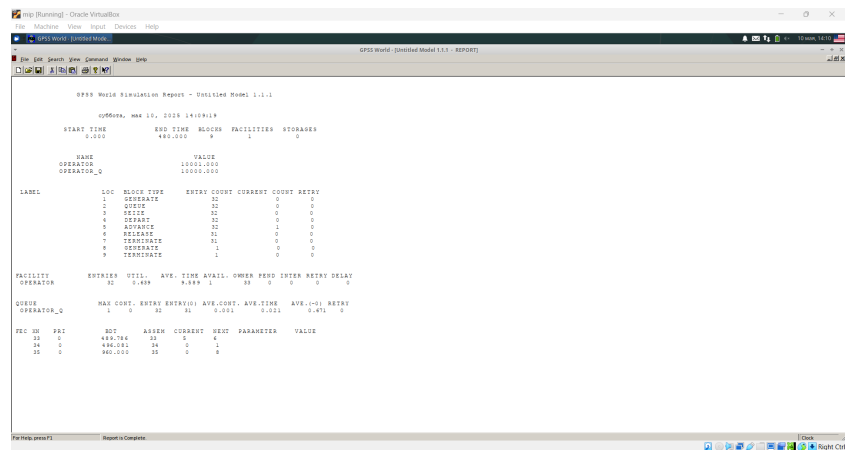 mip [Running] - Oracle VirtualBox
File Machine View Input Devices Help
GPSS World - [Untitled Mode...
10 мая, 14:10
GPSS World - [Untitled Model 1.1.1 - REPORT]
File Edit Search View Command Window Help
GPSS World Simulation Report - Untitled Model 1.1.1
суббота, мая 10, 2025 14:09:19
START TIME END TIME BLOCKS FACILITIES STORAGES
0.000 480.000 9 1 0
NAME VALUE
OPERATOR 10001.000
OPERATOR_Q 10000.000
LABEL LOC BLOCK TYPE ENTRY COUNT CURRENT COUNT RETRY
1 GENERATE 32 0 0
2 QUEUE 32 0 0
3 SEIZE 32 0 0
4 DEPART 32 0 0
5 ADVANCE 32 1 0
6 RELEASE 31 0 0
7 TERMINATE 31 0 0
8 GENERATE 1 0 0
9 TERMINATE 1 0 0
FACILITY ENTRIES UTIL. AVE. TIME AVAIL. OWNER PEND INTER RETRY DELAY
OPERATOR 32 0.639 9.589 1 33 0 0 0 0
QUEUE MAX CONT. ENTRY ENTRY(0) AVE.CONT. AVE.TIME AVE.(-0) RETRY
OPERATOR_Q 1 0 32 31 0.001 0.021 0.671 0
FEC XN PRI BDT ASSEM CURRENT NEXT PARAMETER VALUE
33 0 489.786 33 5 6
34 0 496.081 34 0 1
35 0 960.000 35 0 8
For Help, press F1 Report is Complete. Clock
Right Ctrl